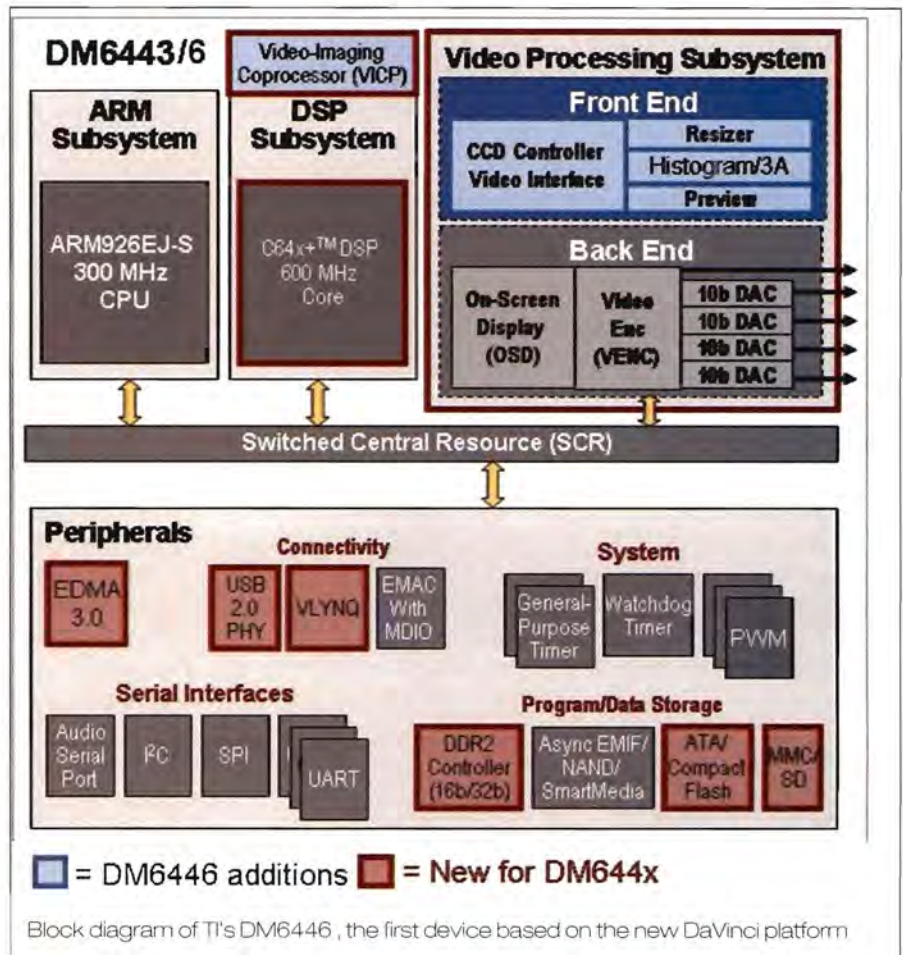 DM6443/6
Video-Imaging
Coprocessor (VICP)
Video Processing Subsystem
ARM
Subsystem
DSP
Subsystem
Front End
CCD Controller
Video Interface
Resizer
Histogram/3A
Preview
ARM926EJ-S
300 MHz
CPU
C64x+™ DSP
600 MHz
Core
Back End
On-Screen
Display
(OSD)
Video
Enc
(VENC)
10b DAC
10b DAC
10b DAC
10b DAC
Switched Central Resource (SCR)
Peripherals
Connectivity
System
EDMA
3.0
USB
2.0
PHY
VLYNQ
EMAC
With
MDIO
General-
Purpose
Timer
Watchdog
Timer
PWM
Serial Interfaces
Program/Data Storage
Audio
Serial
Port
I²C
SPI
UART
DDR2
Controller
(16b/32b)
Async EMIF/
NAND/
SmartMedia
ATA/
Compact
Flash
MMC/
SD
= DM6446 additions
= New for DM644x
Block diagram of TI's DM6446 , the first device based on the new DaVinci platform